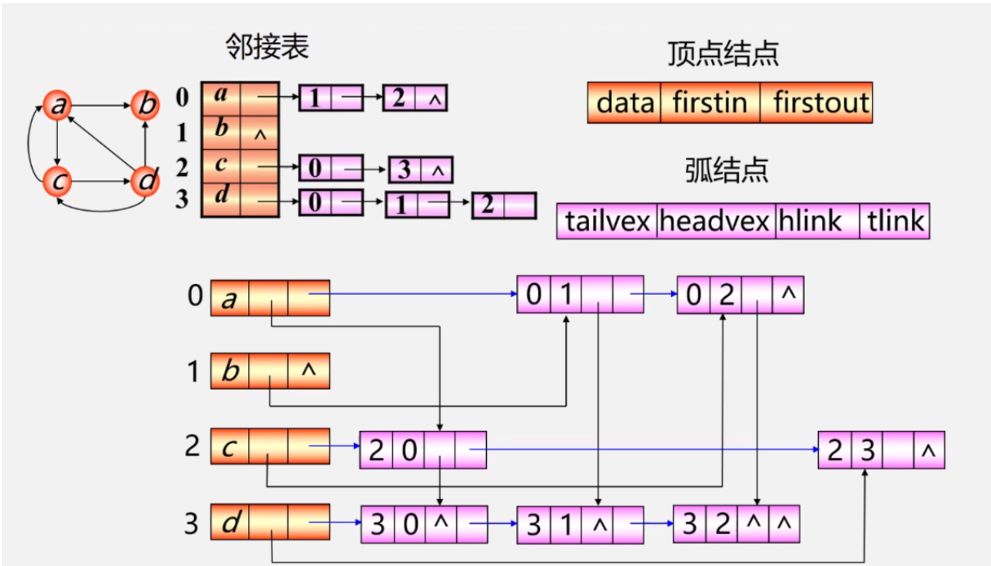 邻接表
顶点结点
a b
c d
0 a 1 2 ^
1 b ^
2 c 0 3 ^
3 d 0 1 2
data firstin firstout
弧结点
tailvex headvex hlink tlink
0 a 0 1 0 2 ^
1 b ^
2 c 2 0 2 3 ^
3 d 3 0 ^ 3 1 ^ 3 2 ^ ^